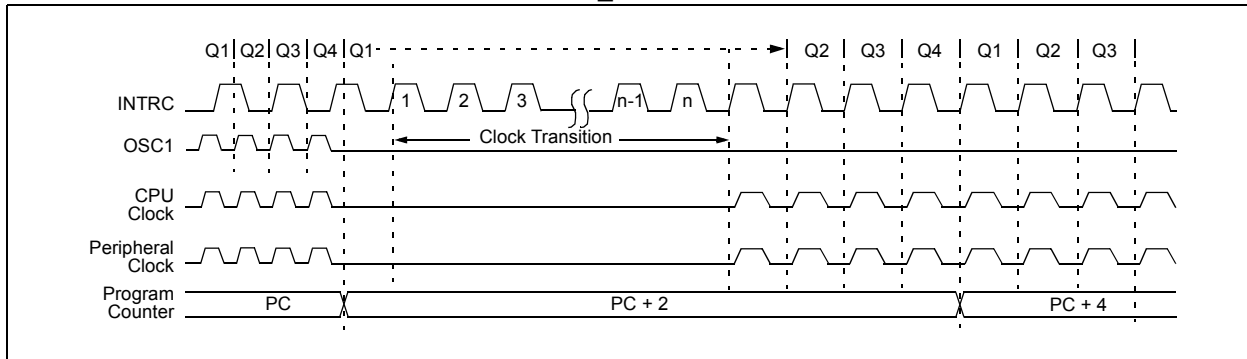 _
Q1 Q2 Q3 Q4 Q1 Q2 Q3 Q4 Q1 Q2 Q3
INTRC 1 2 3 n-1 n
Clock Transition
OSC1
CPU
Clock
Peripheral
Clock
Program
Counter
PC PC + 2 PC + 4